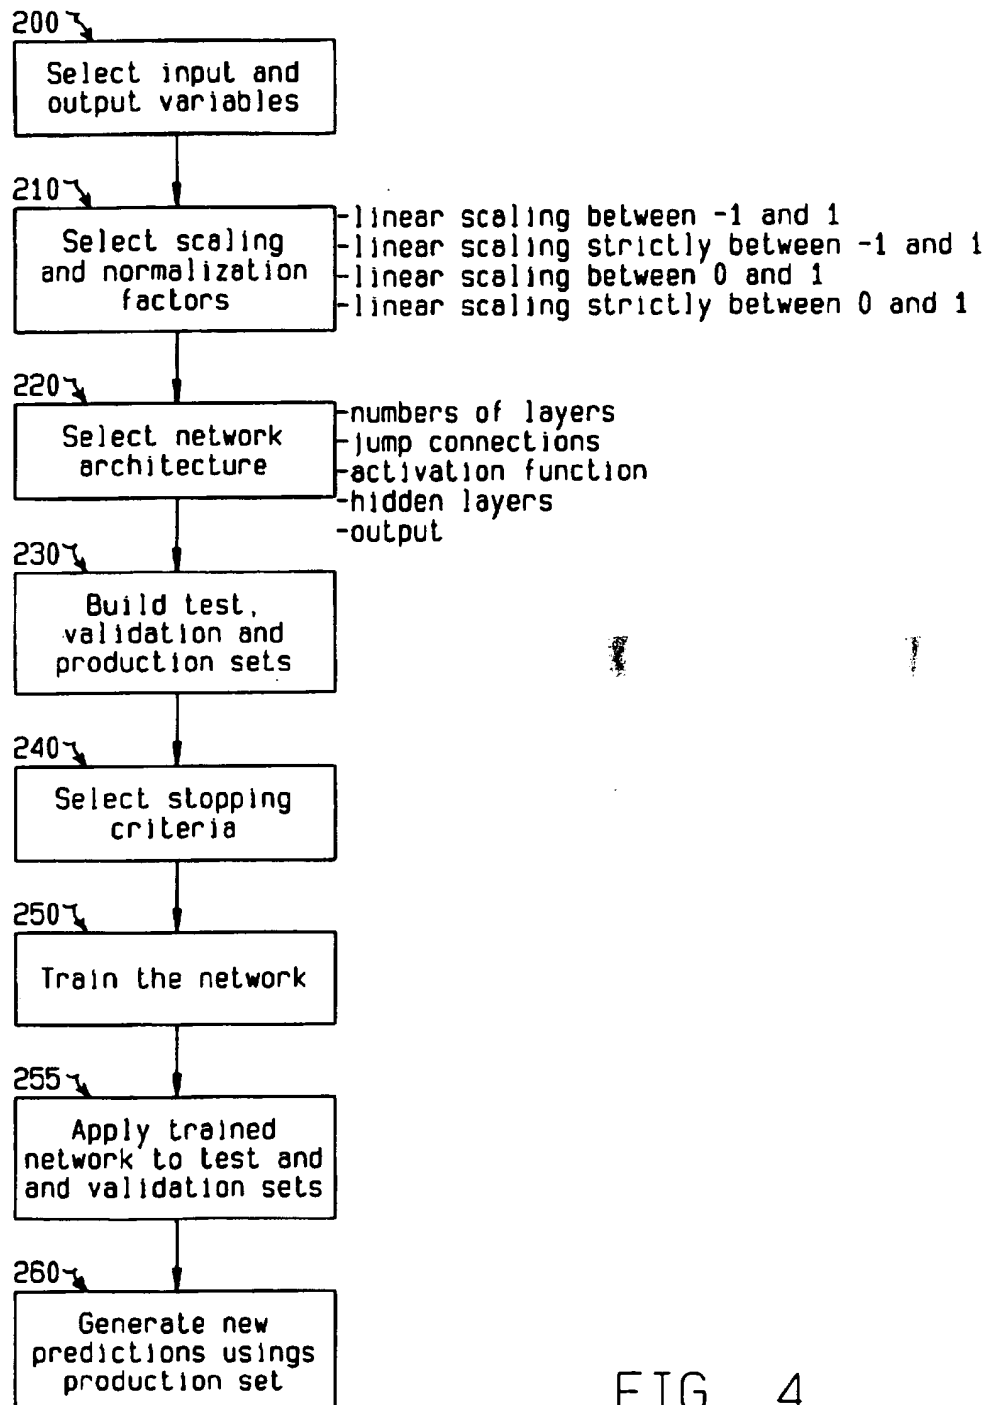 200
Select input and
output variables
210
Select scaling
and normalization
factors
-linear scaling between -1 and 1
-linear scaling strictly between -1 and 1
-linear scaling between 0 and 1
-linear scaling strictly between 0 and 1
220
Select network
architecture
-numbers of layers
-jump connections
-activation function
-hidden layers
-output
230
Build test,
validation and
production sets
240
Select stopping
criteria
250
Train the network
255
Apply trained
network to test and
and validation sets
260
Generate new
predictions usings
production set
FIG. 4